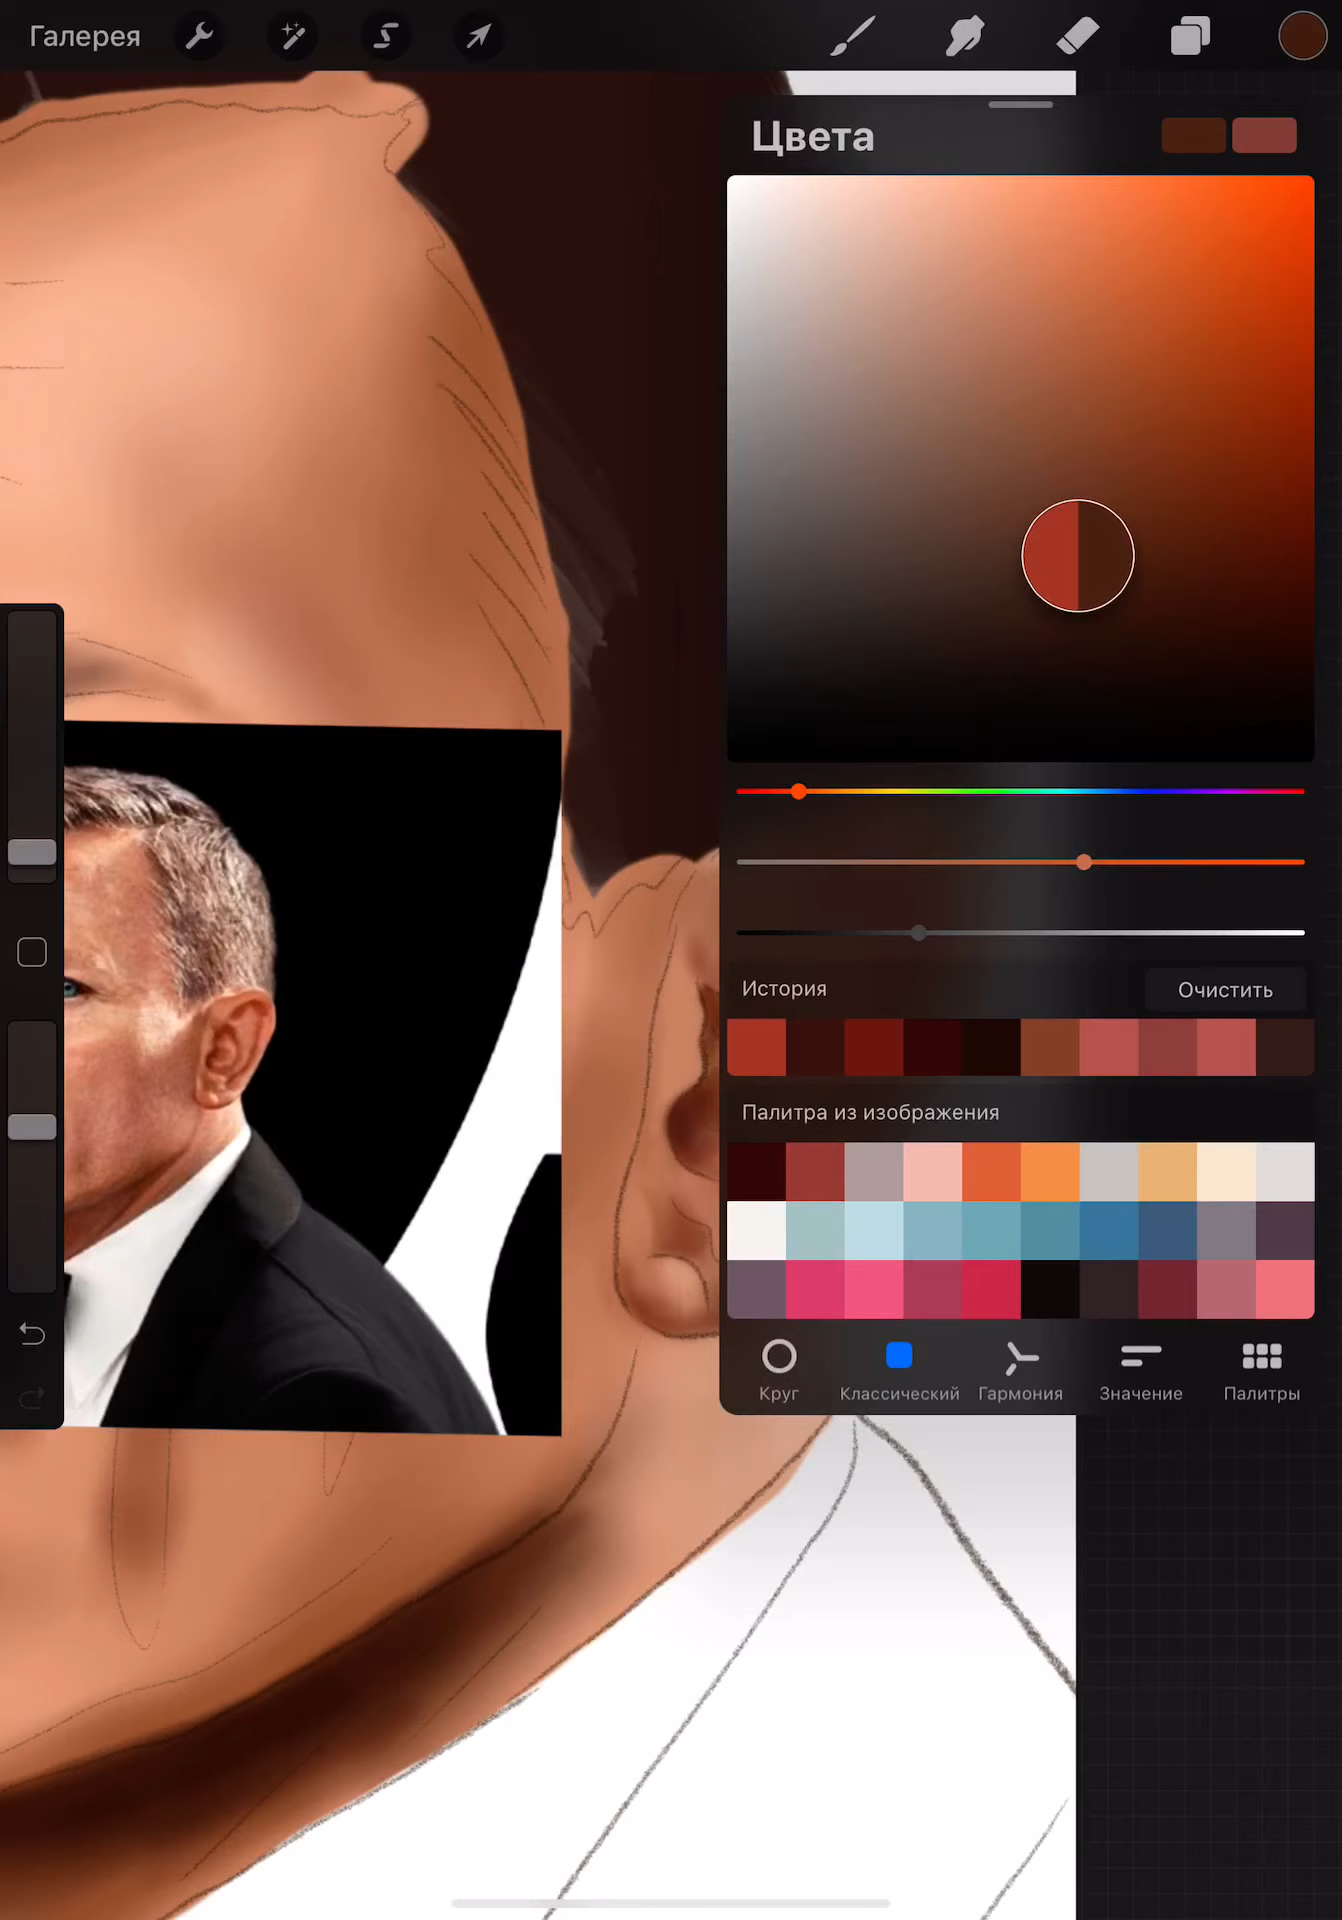 Галерея
Цвета
История
Очистить
Палитра из изображения
Круг
Классический
Гармония
Значение
Палитры